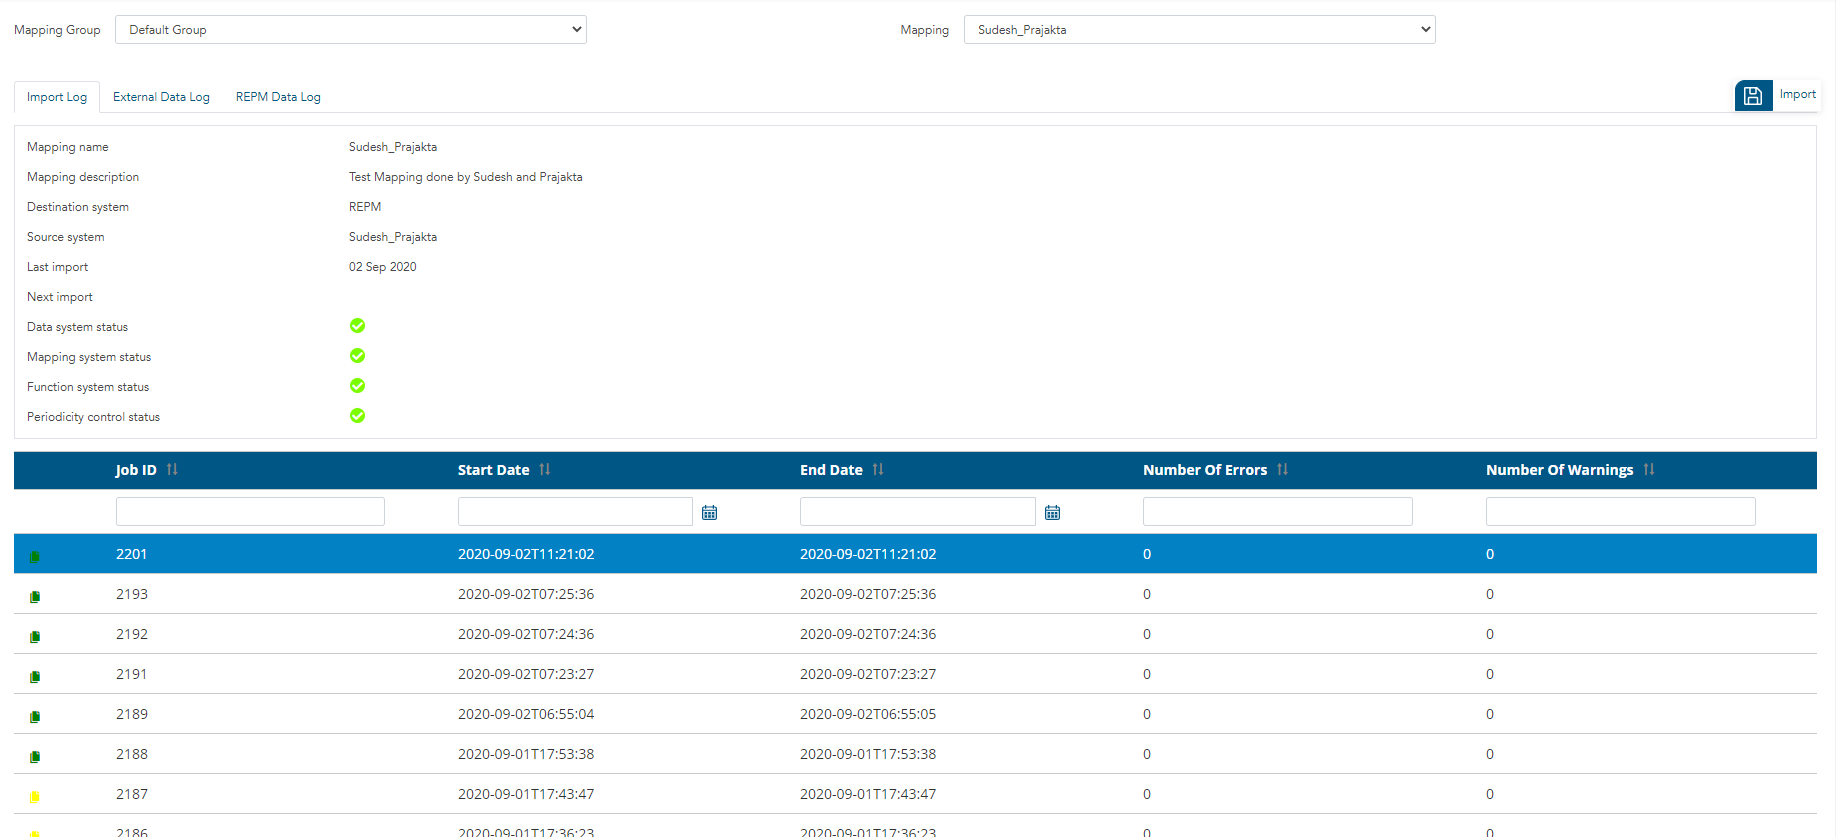 Mapping Group Default Group Mapping Sudesh_Prajakta
Import Log External Data Log REPM Data Log Import
Mapping name Sudesh_Prajakta
Mapping description Test Mapping done by Sudesh and Prajakta
Destination system REPM
Source system Sudesh_Prajakta
Last import 02 Sep 2020
Next import
Data system status
Mapping system status
Function system status
Periodicity control status
Job ID Start Date End Date Number Of Errors Number Of Warnings
2201 2020-09-02T11:21:02 2020-09-02T11:21:02 0 0
2193 2020-09-02T07:25:36 2020-09-02T07:25:36 0 0
2192 2020-09-02T07:24:36 2020-09-02T07:24:36 0 0
2191 2020-09-02T07:23:27 2020-09-02T07:23:27 0 0
2189 2020-09-02T06:55:04 2020-09-02T06:55:05 0 0
2188 2020-09-01T17:53:38 2020-09-01T17:53:38 0 0
2187 2020-09-01T17:43:47 2020-09-01T17:43:47 0 0
2186 2020-09-01T17:36:23 2020-09-01T17:36:23 0 0